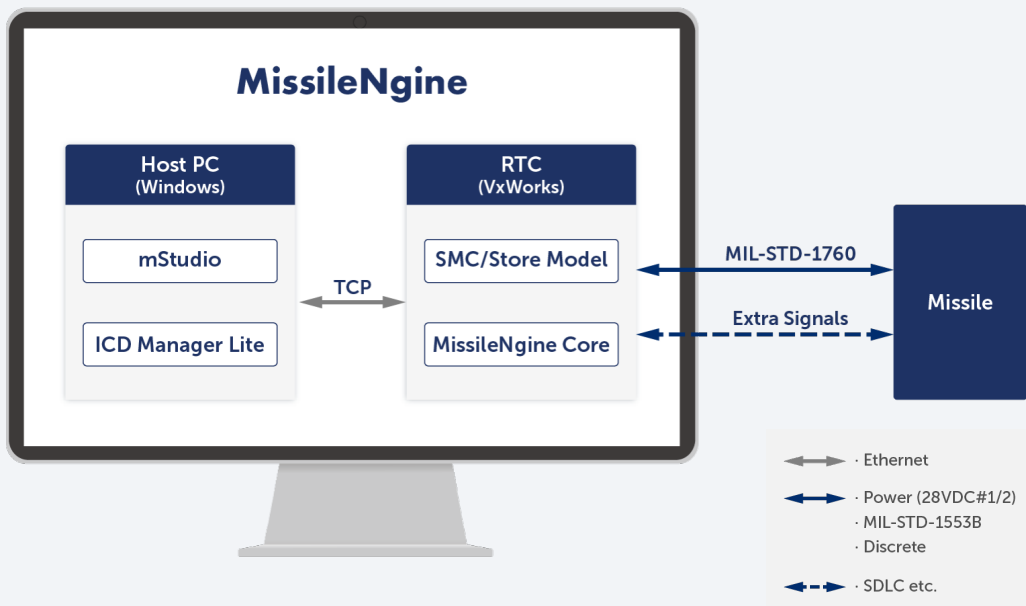 MissileNgine
Host PC
(Windows)
mStudio
ICD Manager Lite
TCP
RTC
(VxWorks)
SMC/Store Model
MissileNgine Core
MIL-STD-1760
Extra Signals
Missile
· Ethernet
· Power (28VDC#1/2)
· MIL-STD-1553B
· Discrete
· SDLC etc.